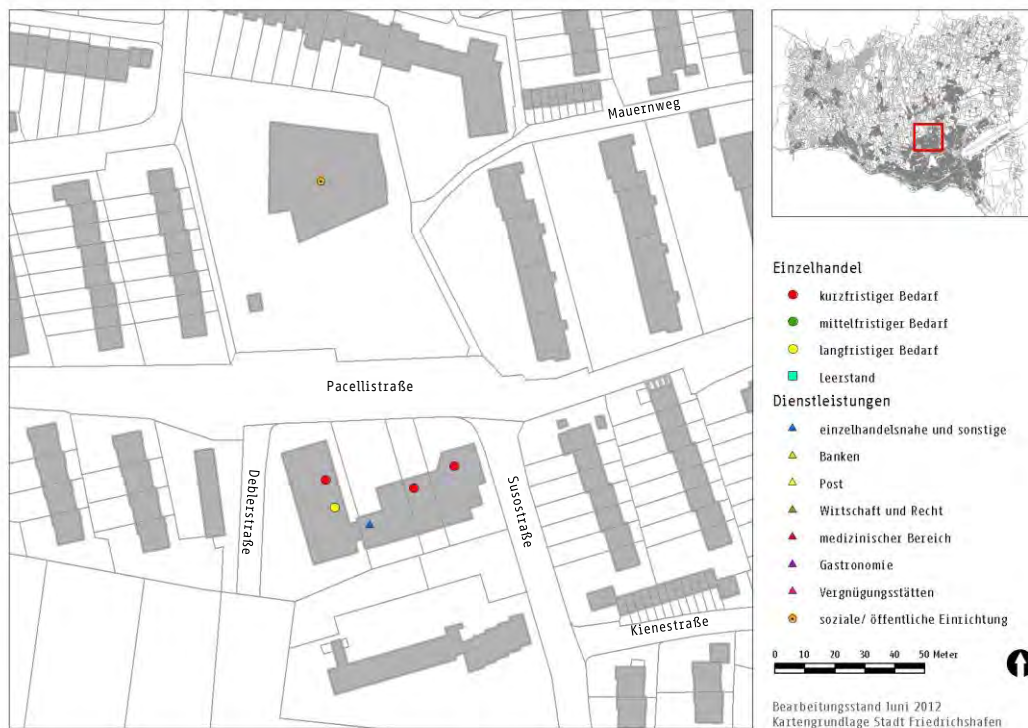 Mauernweg
Pacellistraße
Deblerstraße
Susostraße
Kienestraße
Einzelhandel
kurzfristiger Bedarf
mittelfristiger Bedarf
langfristiger Bedarf
Leerstand
Dienstleistungen
einzelhandelsnahe und sonstige
Banken
Post
Wirtschaft und Recht
medizinischer Bereich
Gastronomie
Vergnügungsstätten
soziale/ öffentliche Einrichtung
0 10 20 30 40 50 Meter
Bearbeitungsstand Juni 2012
Kartengrundlage Stadt Friedrichshafen